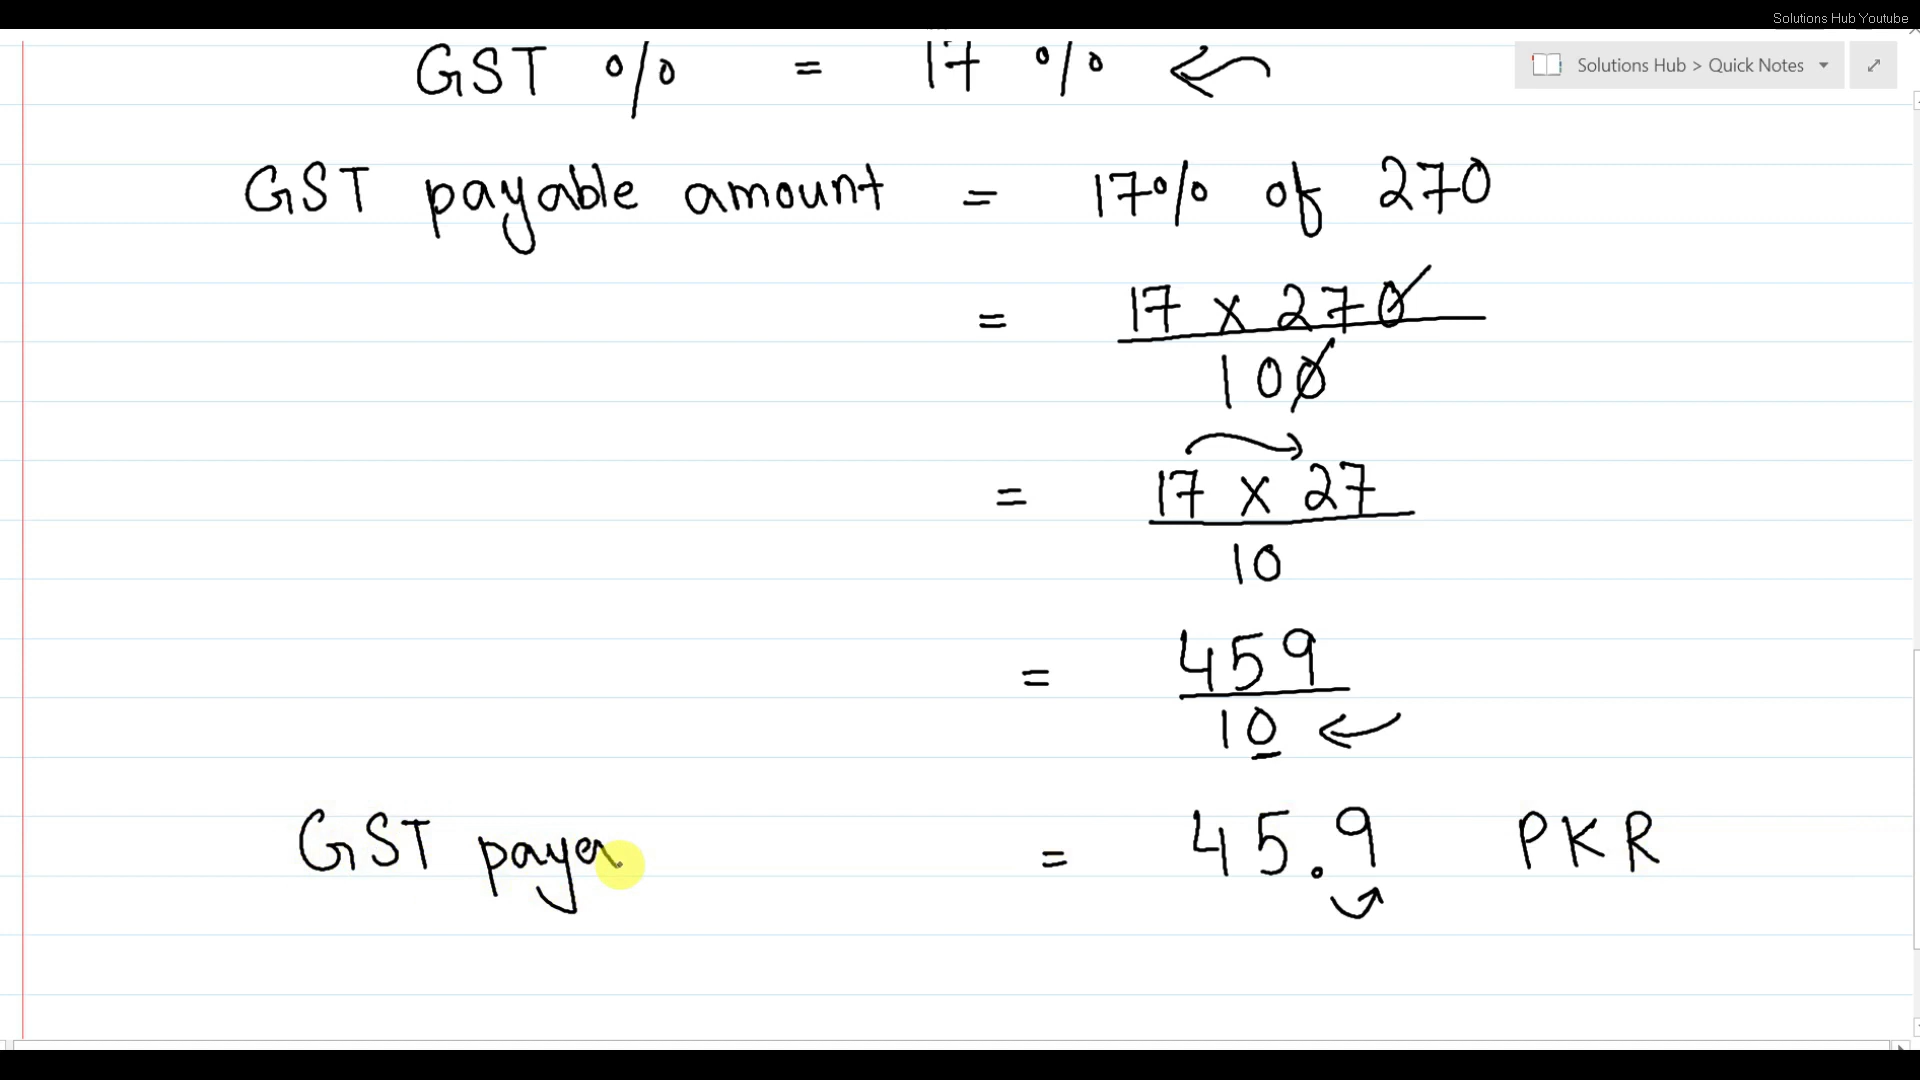 Solutions Hub Youtube
GST % = 17 %
Solutions Hub > Quick Notes
GST payable amount = 17% of 270
= 17 x 270
100
= 17 x 27
10
= 459
10
GST paya = 45.9 PKR